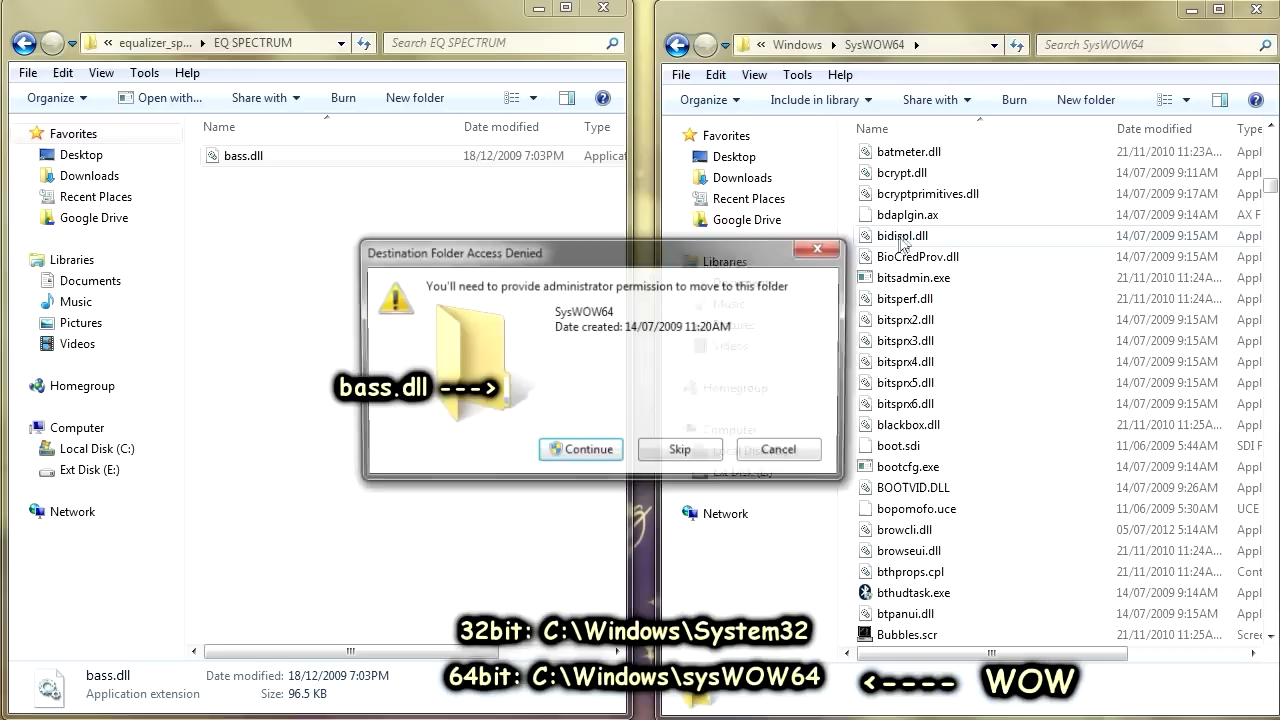 « equalizer_sp... ▸ EQ SPECTRUM
Search EQ SPECTRUM
File Edit View Tools Help
Organize Open with... Share with Burn New folder
Favorites
Desktop
Downloads
Recent Places
Google Drive
Libraries
Documents
Music
Pictures
Videos
Homegroup
Computer
Local Disk (C:)
Ext Disk (E:)
Network
Name Date modified Type
bass.dll 18/12/2009 7:03PM Applicat
bass.dll Date modified: 18/12/2009 7:03PM
Application extension Size: 96.5 KB
« Windows ▸ SysWOW64 ▸
Search SysWOW64
File Edit View Tools Help
Organize Include in library Share with Burn New folder
Favorites
Desktop
Downloads
Recent Places
Google Drive
Libraries
Music
Videos
Homegroup
Computer
Network
Name Date modified Type
batmeter.dll 21/11/2010 11:23A... Appl
bcrypt.dll 14/07/2009 9:11AM Appl
bcryptprimitives.dll 14/07/2009 9:17AM Appl
bdaplgin.ax 14/07/2009 9:14AM AX F
bidispl.dll 14/07/2009 9:15AM Appl
BioCredProv.dll 14/07/2009 9:15AM Appl
bitsadmin.exe 21/11/2010 11:24A... Appl
bitsperf.dll 14/07/2009 9:15AM Appl
bitsprx2.dll 14/07/2009 9:15AM Appl
bitsprx3.dll 14/07/2009 9:15AM Appl
bitsprx4.dll 14/07/2009 9:15AM Appl
bitsprx5.dll 14/07/2009 9:15AM Appl
bitsprx6.dll 14/07/2009 9:15AM Appl
blackbox.dll 21/11/2010 11:25A... Appl
boot.sdi 11/06/2009 5:44AM SDI F
bootcfg.exe 14/07/2009 9:14AM Appl
BOOTVID.DLL 14/07/2009 9:26AM Appl
bopomofo.uce 11/06/2009 5:30AM UCE
browcli.dll 05/07/2012 5:14AM Appl
browseui.dll 21/11/2010 11:24A... Appl
bthprops.cpl 21/11/2010 11:24A... Cont
bthudtask.exe 14/07/2009 9:14AM Appl
btpanui.dll 14/07/2009 9:15AM Appl
Bubbles.scr 21/11/2010 11:25A... Scree
Destination Folder Access Denied
You'll need to provide administrator permission to move to this folder
SysWOW64
Date created: 14/07/2009 11:20AM
bass.dll --->
Continue Skip Cancel
32bit: C:\Windows\System32
64bit: C:\Windows\sysWOW64 <---- WOW